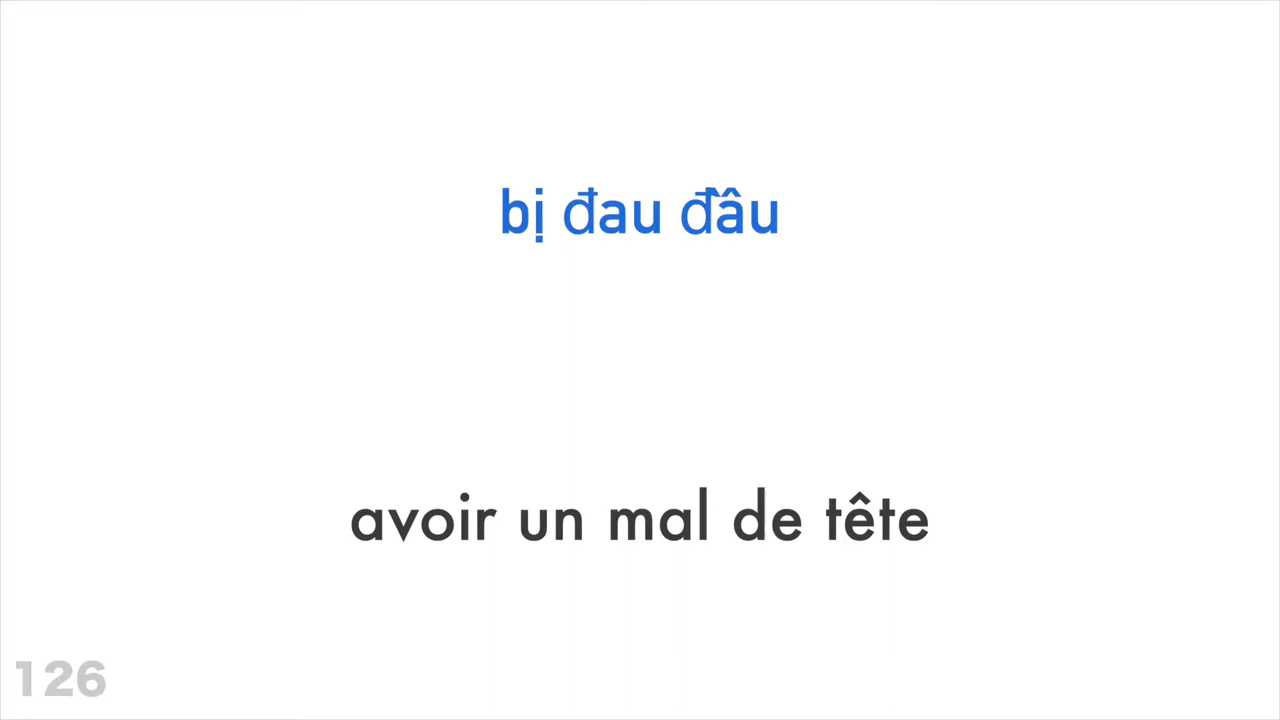 bị đau đầu
avoir un mal de tête
126